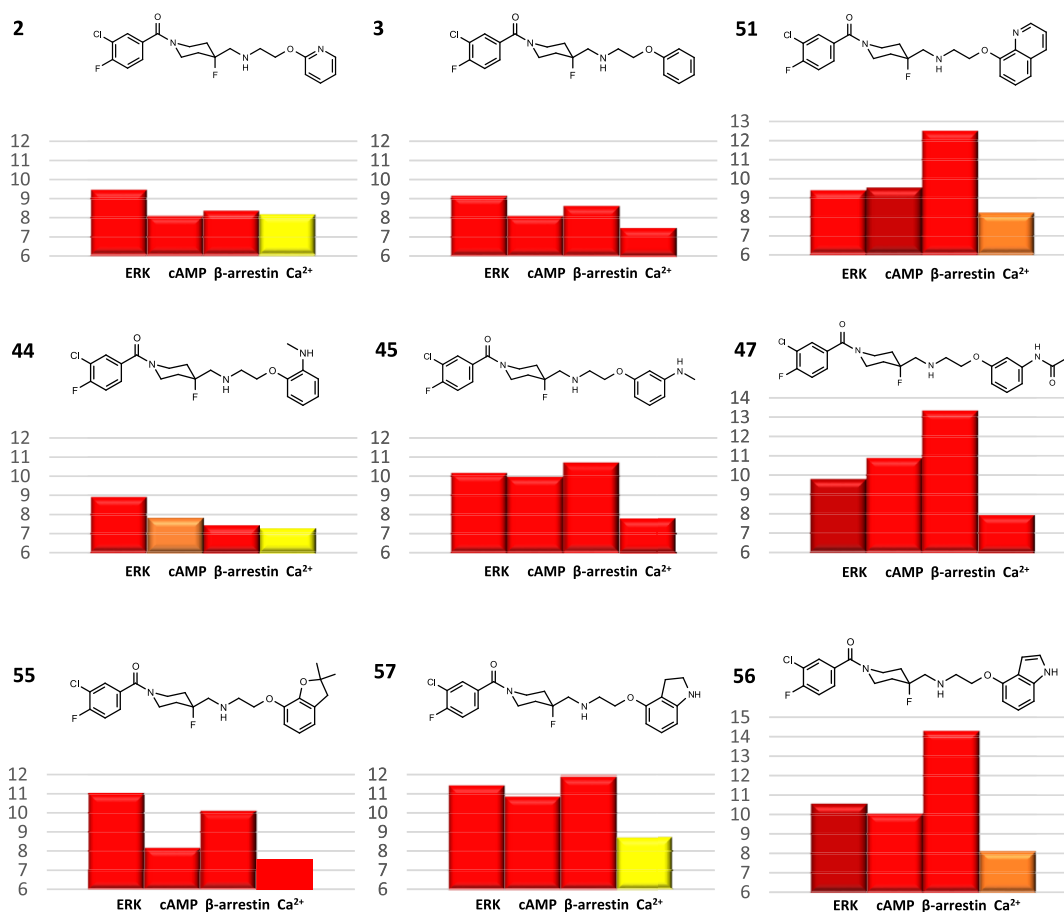 2
O
Cl
N
F
F
N
H
O
N
12
11
10
9
8
7
6
ERK cAMP β-arrestin Ca²⁺
3
O
Cl
N
F
F
N
H
O
12
11
10
9
8
7
6
ERK cAMP β-arrestin Ca²⁺
51
O
Cl
N
F
F
N
H
O
N
13
12
11
10
9
8
7
6
ERK cAMP β-arrestin Ca²⁺
44
O
Cl
N
F
F
N
H
O
NH
12
11
10
9
8
7
6
ERK cAMP β-arrestin Ca²⁺
45
O
Cl
N
F
F
N
H
O
H
N
12
11
10
9
8
7
6
ERK cAMP β-arrestin Ca²⁺
47
O
Cl
N
F
F
N
H
O
H
N
O
14
13
12
11
10
9
8
7
6
ERK cAMP β-arrestin Ca²⁺
55
O
Cl
N
F
F
N
H
O
O
12
11
10
9
8
7
6
ERK cAMP β-arrestin Ca²⁺
57
O
Cl
N
F
F
N
H
O
NH
12
11
10
9
8
7
6
ERK cAMP β-arrestin Ca²⁺
56
O
Cl
N
F
F
N
H
O
NH
15
14
13
12
11
10
9
8
7
6
ERK cAMP β-arrestin Ca²⁺